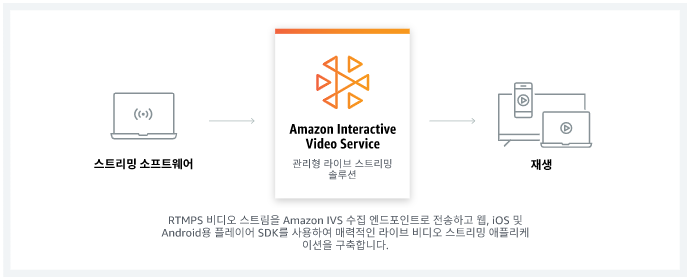 스트리밍 소프트웨어
Amazon Interactive
Video Service
관리형 라이브 스트리밍
솔루션
재생
RTMPS 비디오 스트림을 Amazon IVS 수집 엔드포인트로 전송하고 웹, iOS 및
Android용 플레이어 SDK를 사용하여 매력적인 라이브 비디오 스트리밍 애플리케
이션을 구축합니다.